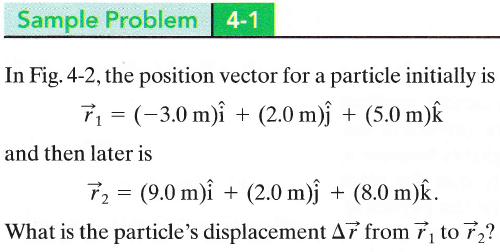 Sample Problem 4-1
In Fig. 4-2, the position vector for a particle initially is
r⃗₁ = (−3.0 m)î + (2.0 m)ĵ + (5.0 m)k̂
and then later is
r⃗₂ = (9.0 m)î + (2.0 m)ĵ + (8.0 m)k̂.
What is the particle's displacement Δr⃗ from r⃗₁ to r⃗₂?